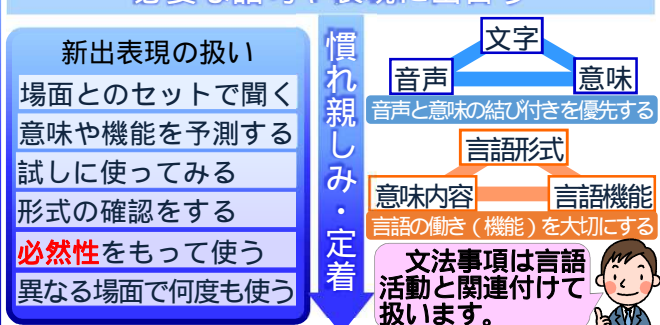 新出表現の扱い
場面とのセットで聞く
意味や機能を予測する
試しに使ってみる
形式の確認をする
必然性をもって使う
異なる場面で何度も使う
慣れ親しみ・定着
文字
音声
意味
音声と意味の結び付きを優先する
言語形式
意味内容
言語機能
言語の働き（機能）を大切にする
文法事項は言語
活動と関連付けて
扱います。